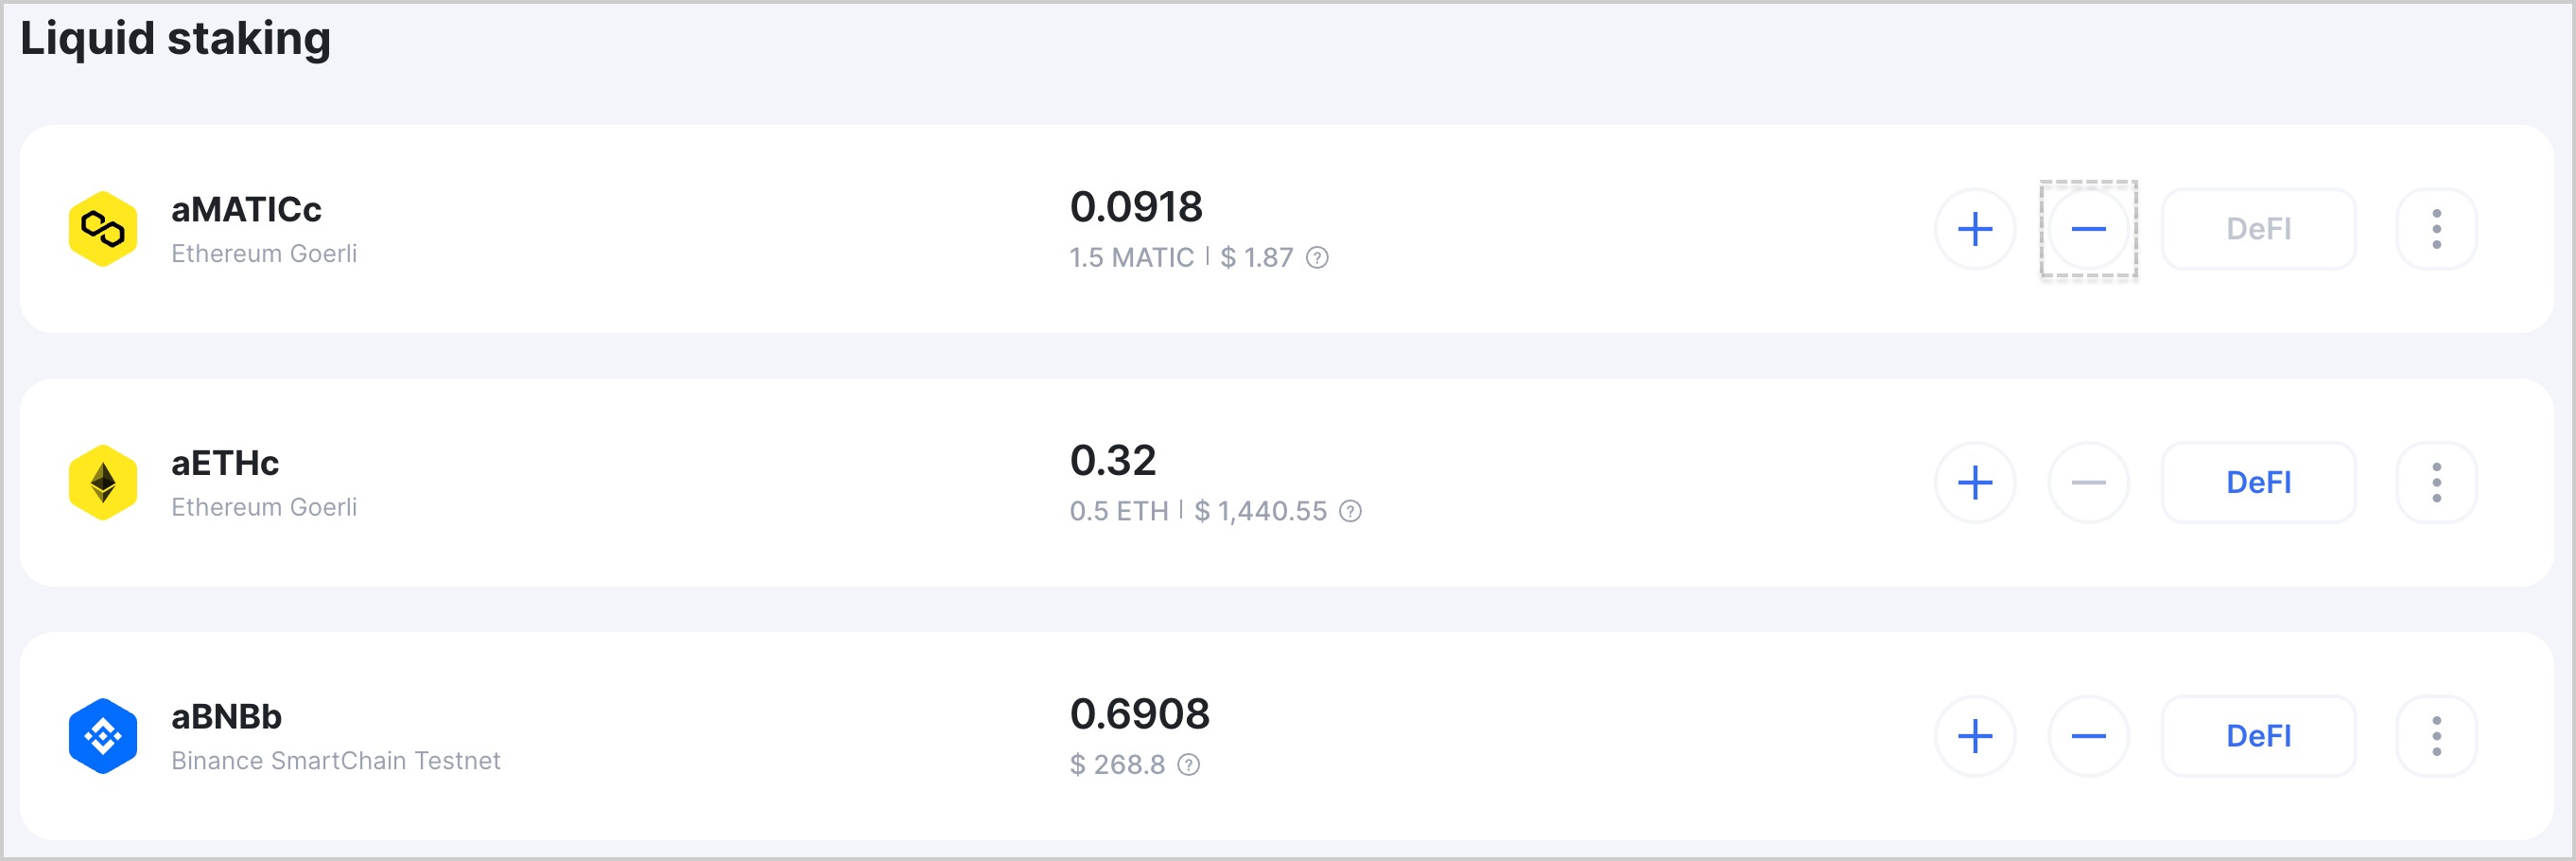 Liquid staking
aMATICc
Ethereum Goerli
0.0918
1.5 MATIC | $ 1.87 ?
DeFI
aETHc
Ethereum Goerli
0.32
0.5 ETH | $ 1,440.55 ?
DeFI
aBNBb
Binance SmartChain Testnet
0.6908
$ 268.8 ?
DeFI